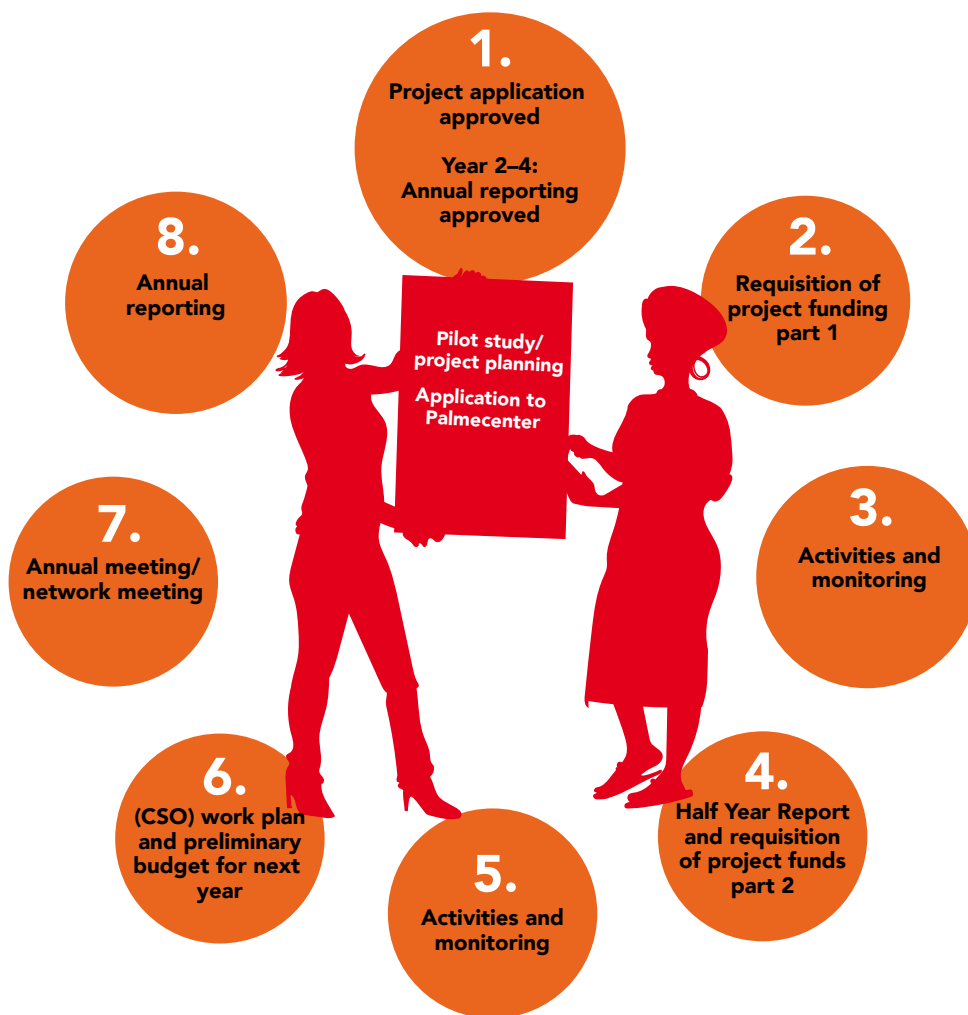 1.
Project application
approved
Year 2–4:
Annual reporting
approved
2.
Requisition of
project funding
part 1
3.
Activities and
monitoring
4.
Half Year Report
and requisition
of project funds
part 2
5.
Activities and
monitoring
6.
(CSO) work plan
and preliminary
budget for next
year
7.
Annual meeting/
network meeting
8.
Annual
reporting
Pilot study/
project planning
Application to
Palmecenter